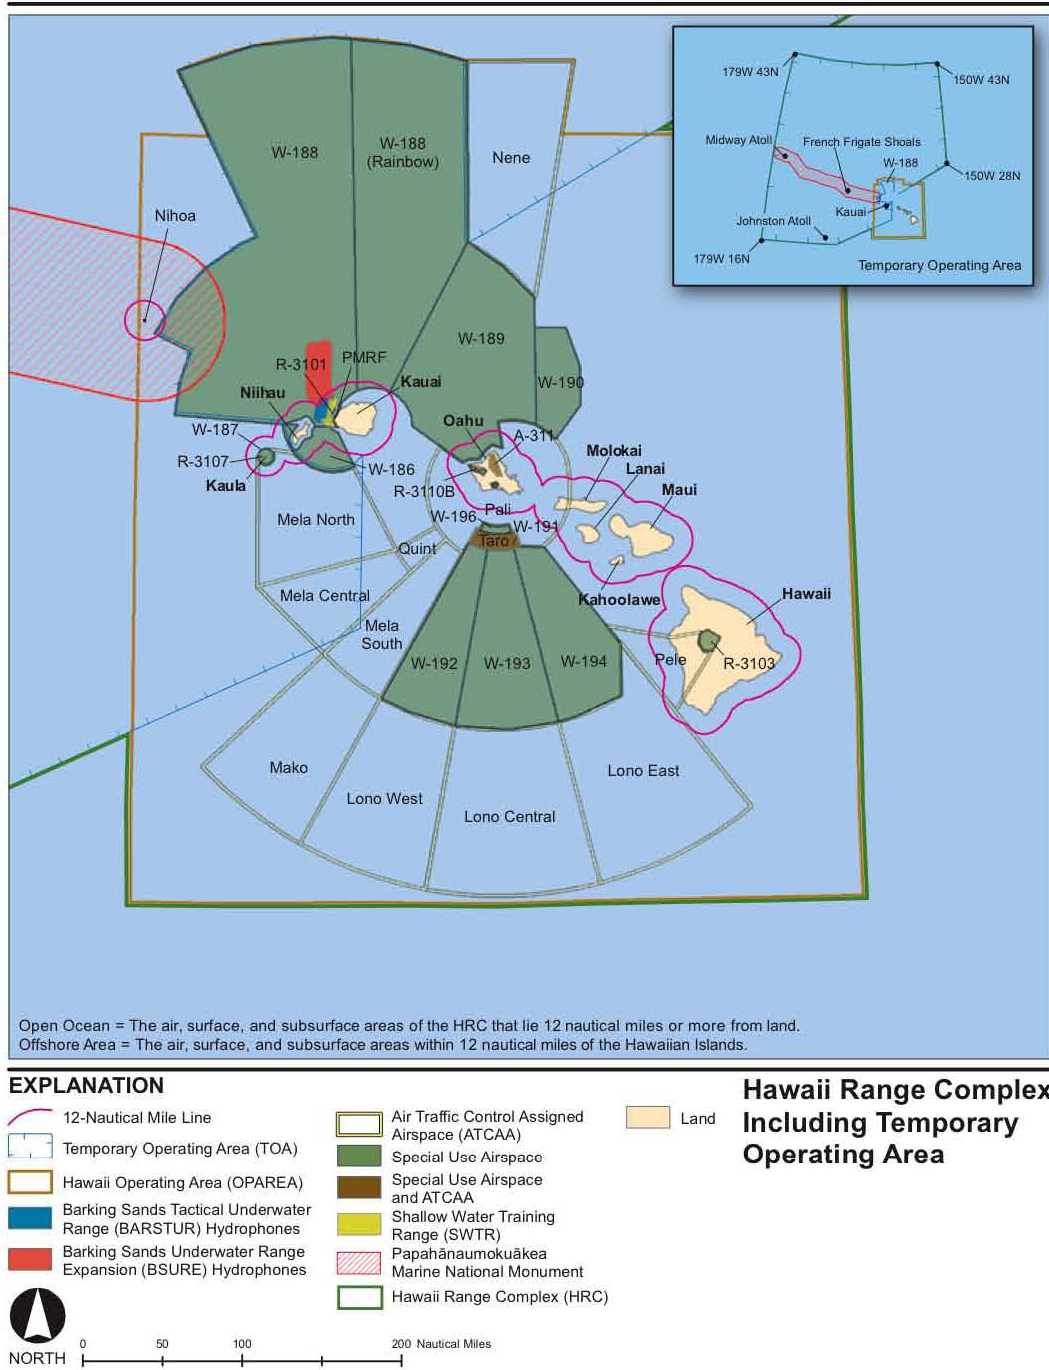 179W 43N
150W 43N
Midway Atoll
French Frigate Shoals
W-188
150W 28N
Kauai
Johnston Atoll
179W 16N
Temporary Operating Area
W-188
W-188
(Rainbow)
Nene
Nihoa
W-189
R-3101
PMRF
W-190
Kauai
Niihau
Oahu
W-187
A-311
Molokai
R-3107
W-186
Lanai
Kaula
R-3110B
Maui
Pali
W-196
W-191
Mela North
Taro
Quint
Mela Central
Kahoolawe
Hawaii
Mela
South
W-192
W-193
W-194
Pele
R-3103
Mako
Lono West
Lono Central
Lono East
Open Ocean = The air, surface, and subsurface areas of the HRC that lie 12 nautical miles or more from land.
Offshore Area = The air, surface, and subsurface areas within 12 nautical miles of the Hawaiian Islands.
EXPLANATION
12-Nautical Mile Line
Temporary Operating Area (TOA)
Hawaii Operating Area (OPAREA)
Barking Sands Tactical Underwater
Range (BARSTUR) Hydrophones
Barking Sands Underwater Range
Expansion (BSURE) Hydrophones
Air Traffic Control Assigned
Airspace (ATCAA)
Special Use Airspace
Special Use Airspace
and ATCAA
Shallow Water Training
Range (SWTR)
Papahānaumokuākea
Marine National Monument
Hawaii Range Complex (HRC)
Land
Hawaii Range Complex
Including Temporary
Operating Area
NORTH
0 50 100 200 Nautical Miles